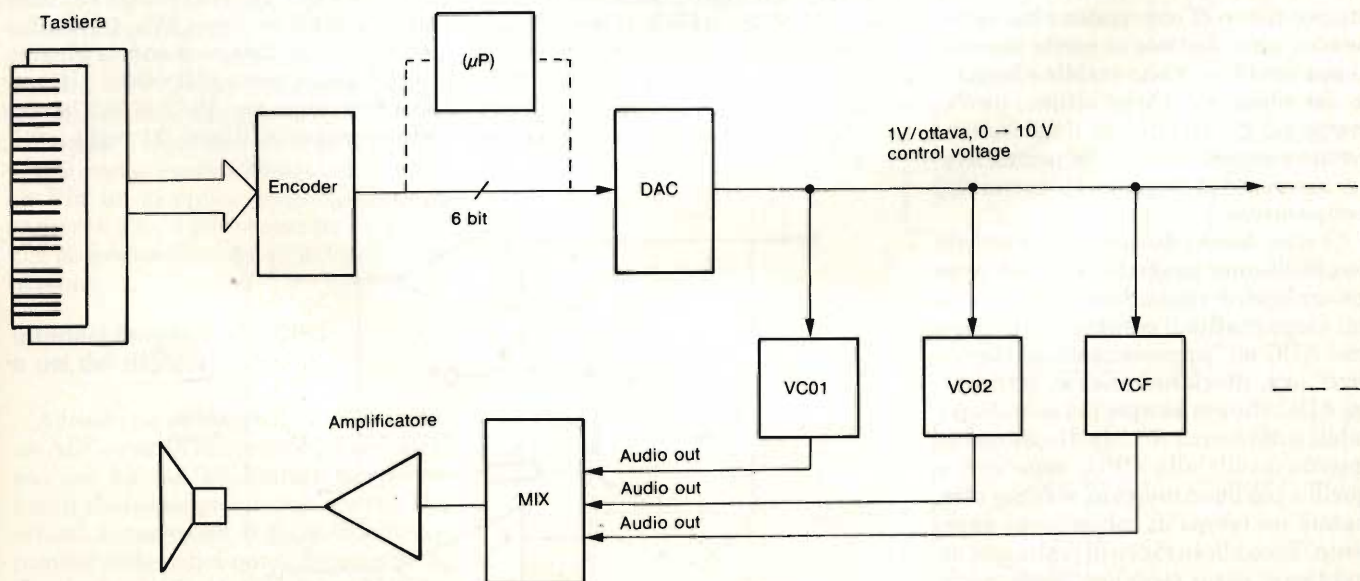 Tastiera
(μP)
Encoder
6 bit
DAC
1V/ottava, 0 → 10 V
control voltage
VC01
VC02
VCF
Amplificatore
MIX
Audio out
Audio out
Audio out